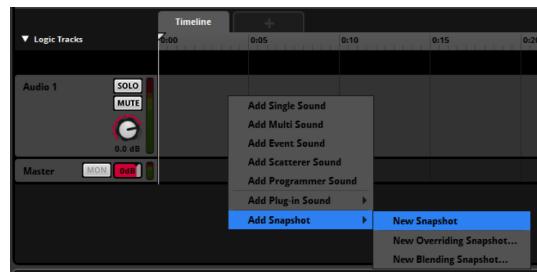 Timeline
+
▼ Logic Tracks
0:00 0:05 0:10 0:15 0:20
Audio 1
SOLO
MUTE
0.0 dB
Master MON 0dB
Add Single Sound
Add Multi Sound
Add Event Sound
Add Scatterer Sound
Add Programmer Sound
Add Plug-in Sound
Add Snapshot
New Snapshot
New Overriding Snapshot...
New Blending Snapshot...